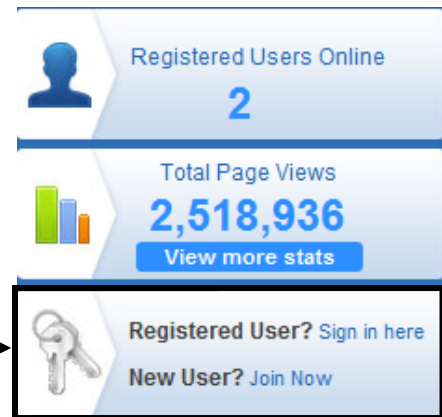 Registered Users Online
2
Total Page Views
2,518,936
View more stats
Registered User? Sign in here
New User? Join Now